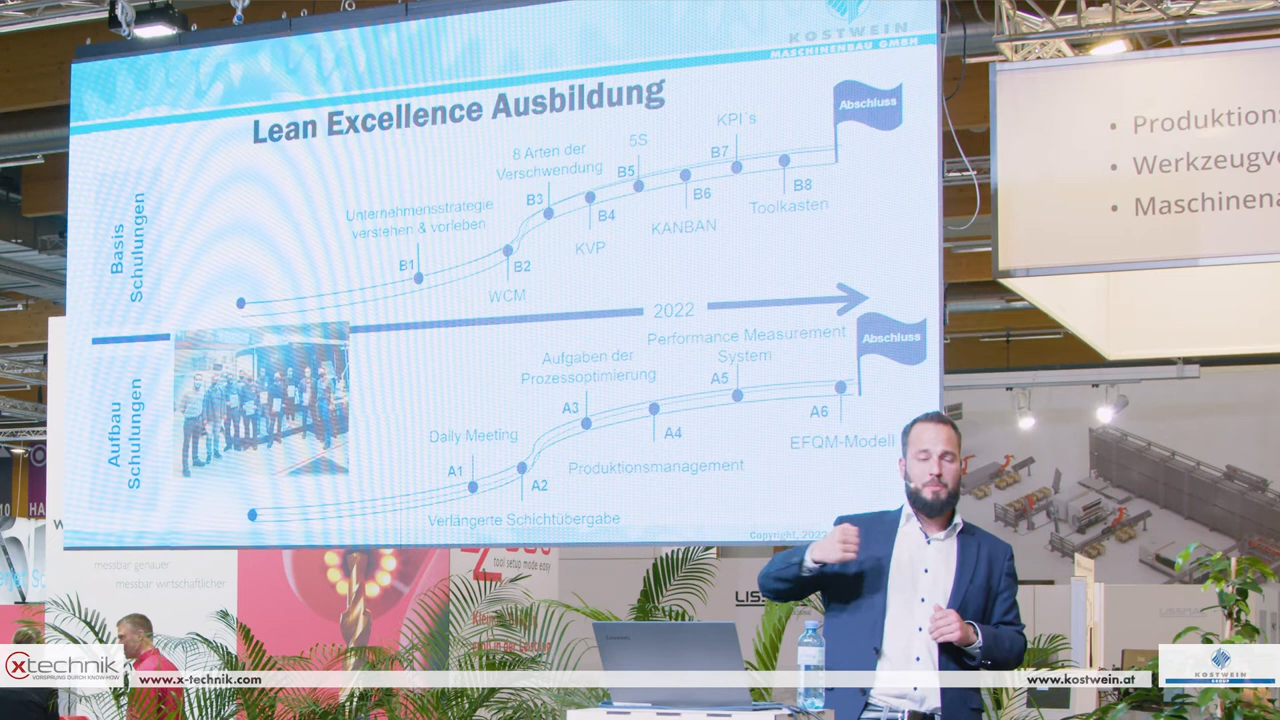 KOSTWEIN
MASCHINENBAU GMBH
Lean Excellence Ausbildung
Basis
Schulungen
Unternehmensstrategie
verstehen & vorleben
B1
B2
WCM
8 Arten der
Verschwendung
B3
B4
KVP
5S
B5
B6
KANBAN
KPI´s
B7
B8
Toolkasten
Abschluss
2022
Aufbau
Schulungen
Daily Meeting
A1
A2
Verlängerte Schichtübergabe
Aufgaben der
Prozessoptimierung
A3
A4
Produktionsmanagement
Performance Measurement
System
A5
A6
EFQM-Modell
Abschluss
Copyright, 2022
• Produktions
• Werkzeugv
• Maschinena
messbar genauer
messbar wirtschaftlicher
tool setup made easy
xtechnik
VORSPRUNG DURCH KNOW-HOW
www.x-technik.com
www.kostwein.at
KOSTWEIN
GROUP